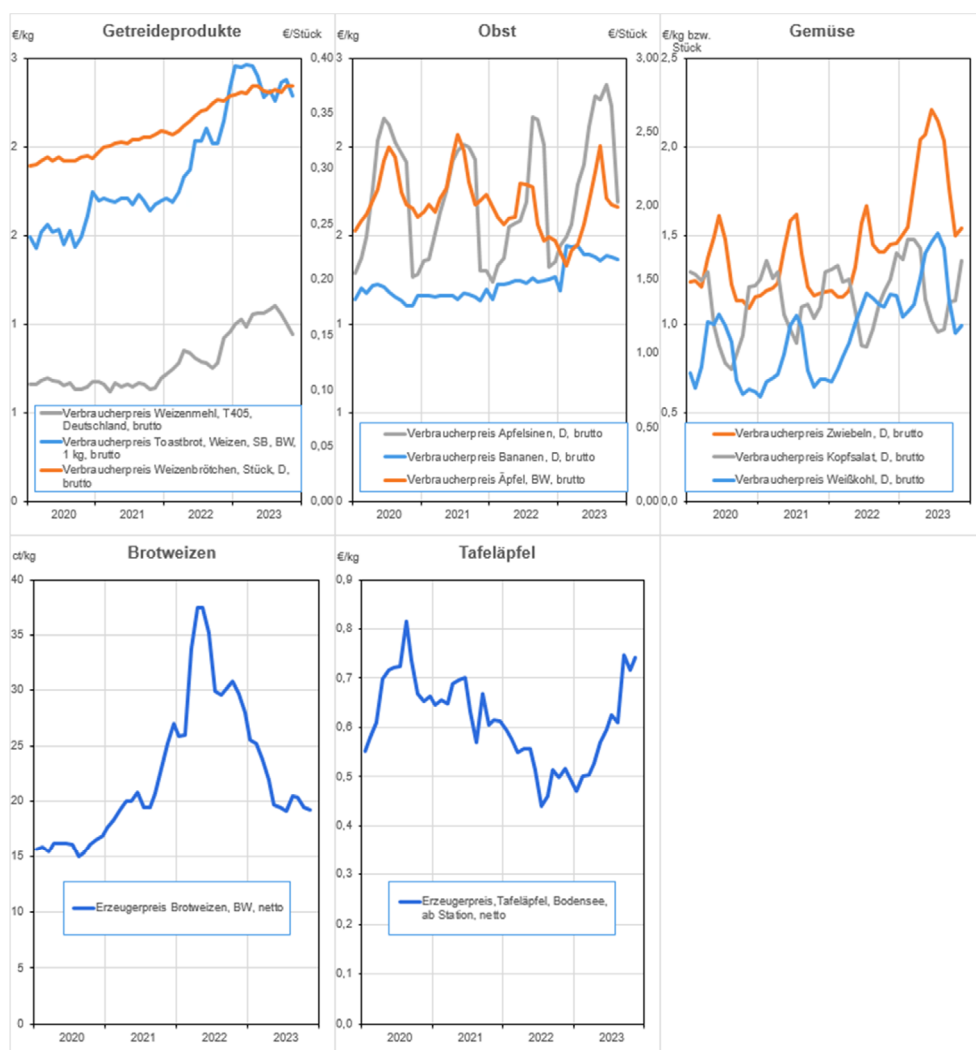 Getreideprodukte
€/kg
€/Stück
3
2
2
1
1
0
0,40
0,35
0,30
0,25
0,20
0,15
0,10
0,05
0,00
Verbraucherpreis Weizenmehl, T405,
Deutschland, brutto
Verbraucherpreis Toastbrot, Weizen, SB, BW,
1 kg, brutto
Verbraucherpreis Weizenbrötchen, Stück, D,
brutto
2020 2021 2022 2023
Obst
€/kg
€/Stück
3
2
2
1
1
0
3,00
2,50
2,00
1,50
1,00
0,50
0,00
Verbraucherpreis Apfelsinen, D, brutto
Verbraucherpreis Bananen, D, brutto
Verbraucherpreis Äpfel, BW, brutto
2020 2021 2022 2023
Gemüse
€/kg bzw.
Stück
2,5
2,0
1,5
1,0
0,5
0,0
Verbraucherpreis Zwiebeln, D, brutto
Verbraucherpreis Kopfsalat, D, brutto
Verbraucherpreis Weißkohl, D, brutto
2020 2021 2022 2023
Brotweizen
ct/kg
40
35
30
25
20
15
10
5
0
Erzeugerpreis Brotweizen, BW, netto
2020 2021 2022 2023
Tafeläpfel
€/kg
0,9
0,8
0,7
0,6
0,5
0,4
0,3
0,2
0,1
0,0
Erzeugerpreis,Tafeläpfel, Bodensee,
ab Station, netto
2020 2021 2022 2023